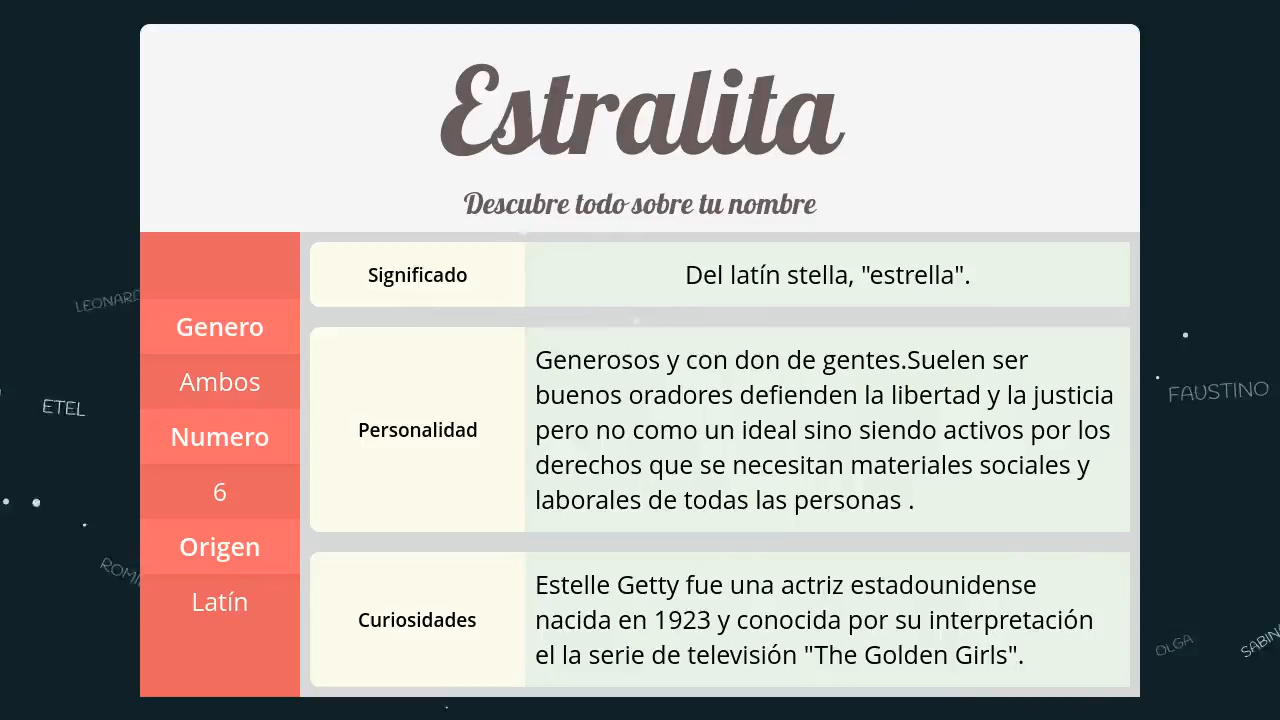 Estralita
Descubre todo sobre tu nombre
Genero
Ambos
Numero
6
Origen
Latín
Significado
Del latín stella, "estrella".
Personalidad
Generosos y con don de gentes.Suelen ser
buenos oradores defienden la libertad y la justicia
pero no como un ideal sino siendo activos por los
derechos que se necesitan materiales sociales y
laborales de todas las personas .
Curiosidades
Estelle Getty fue una actriz estadounidense
nacida en 1923 y conocida por su interpretación
el la serie de televisión "The Golden Girls".
ETEL
FAUSTINO
OLGA